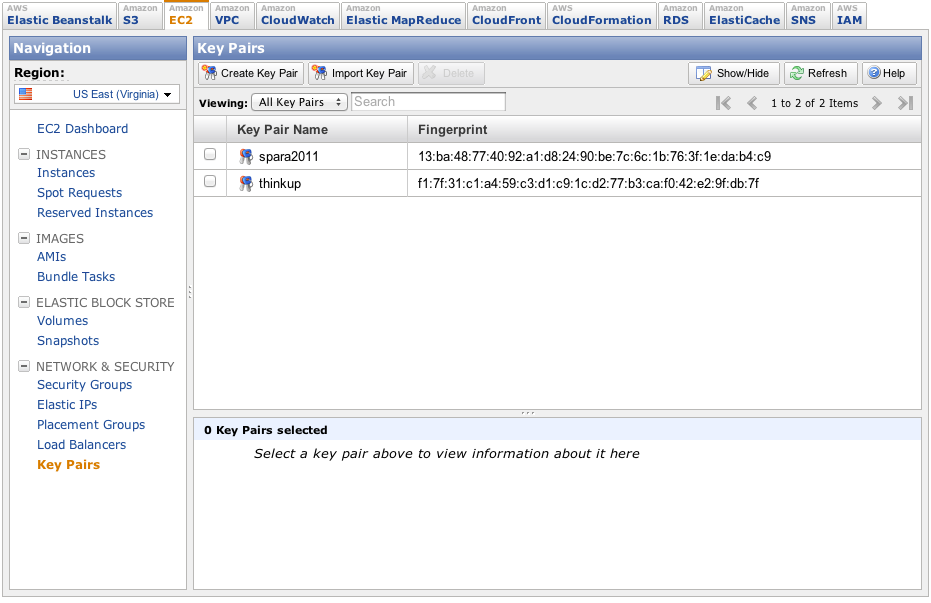 AWS Amazon Amazon Amazon Amazon Amazon Amazon AWS Amazon Amazon Amazon AWS
Elastic Beanstalk S3 EC2 VPC CloudWatch Elastic MapReduce CloudFront CloudFormation RDS ElastiCache SNS IAM
Navigation
Region:
US East (Virginia)
EC2 Dashboard
INSTANCES
Instances
Spot Requests
Reserved Instances
IMAGES
AMIs
Bundle Tasks
ELASTIC BLOCK STORE
Volumes
Snapshots
NETWORK & SECURITY
Security Groups
Elastic IPs
Placement Groups
Load Balancers
Key Pairs
Key Pairs
Create Key Pair Import Key Pair Delete Show/Hide Refresh Help
Viewing: All Key Pairs Search 1 to 2 of 2 Items
Key Pair Name Fingerprint
spara2011 13:ba:48:77:40:92:a1:d8:24:90:be:7c:6c:1b:76:3f:1e:da:b4:c9
thinkup f1:7f:31:c1:a4:59:c3:d1:c9:1c:d2:77:b3:ca:f0:42:e2:9f:db:7f
0 Key Pairs selected
Select a key pair above to view information about it here